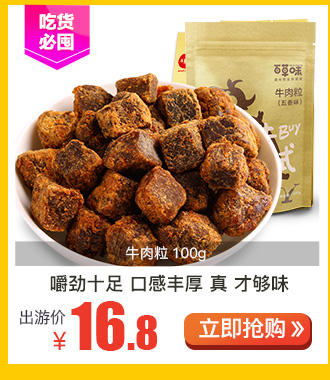 吃货
必囤
百草味
牛肉粒
(五香味)
BUY
式
牛肉粒 100g
嚼劲十足 口感丰厚 真 才够味
出游价
¥16.8
立即抢购 »